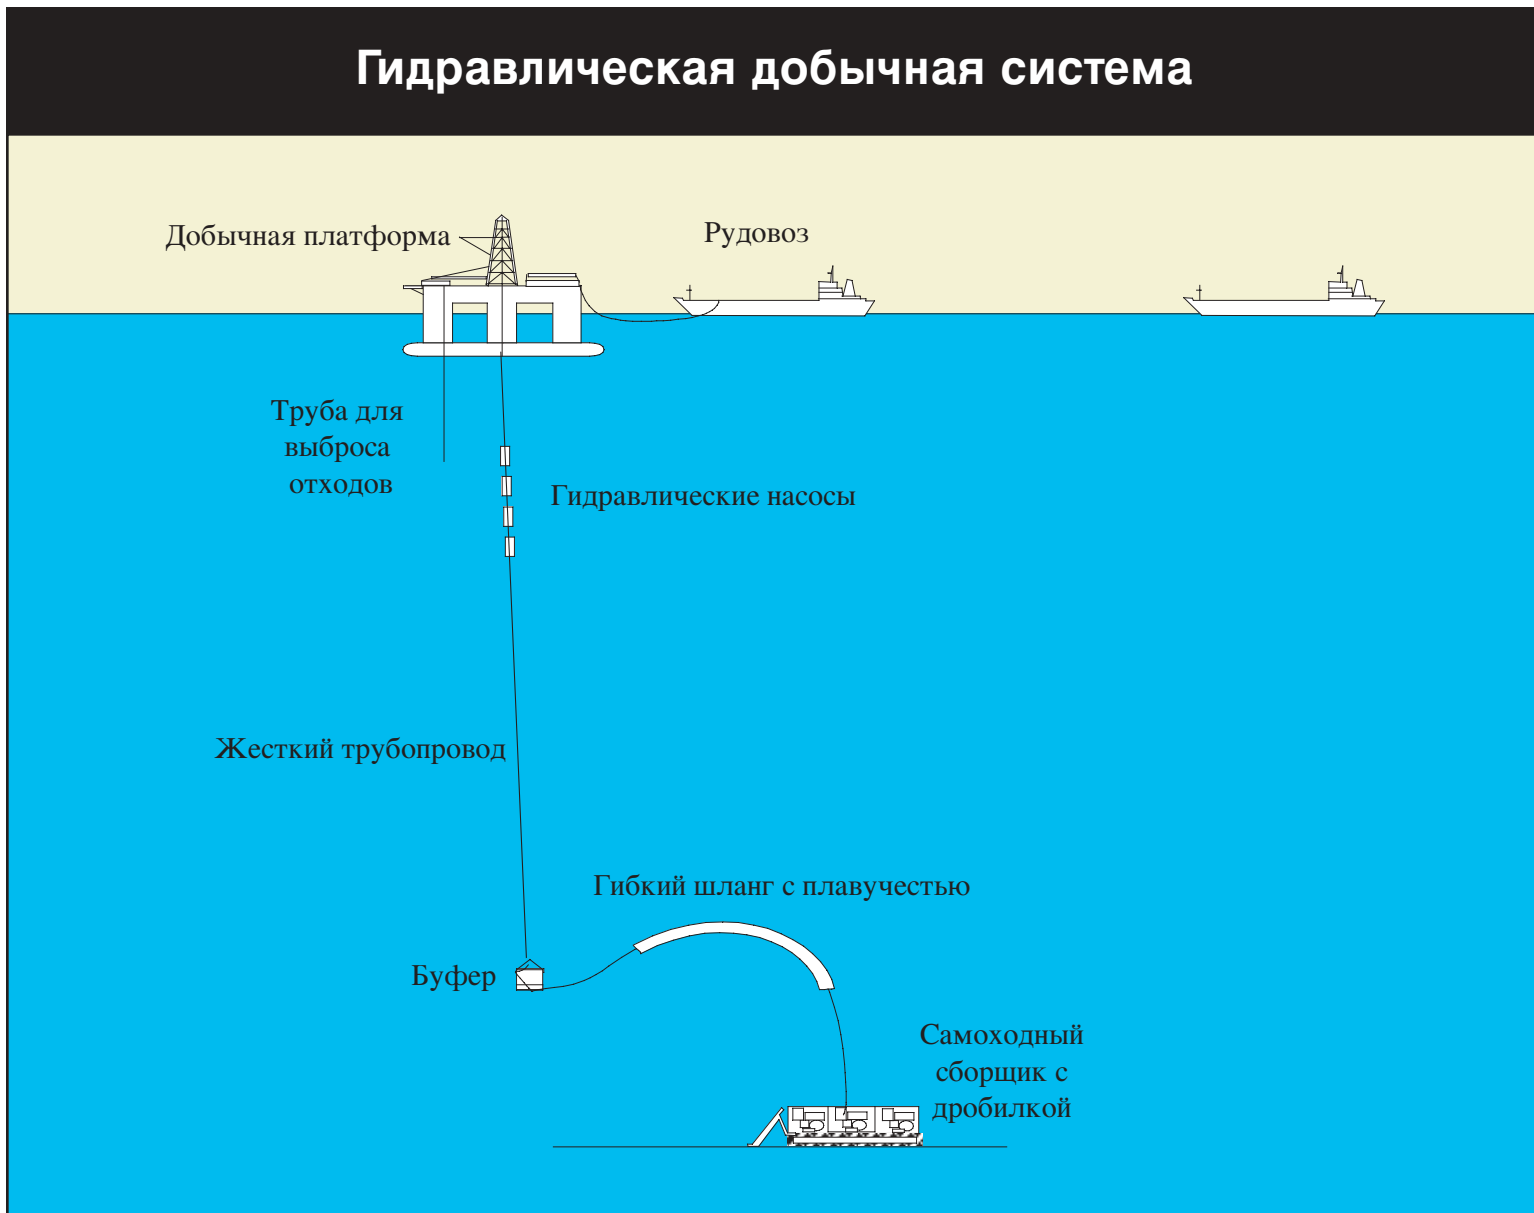 Гидравлическая добычная система
Добычная платформа
Рудовоз
Труба для
выброса
отходов
Гидравлические насосы
Жесткий трубопровод
Гибкий шланг с плавучестью
Буфер
Самоходный
сборщик с
дробилкой